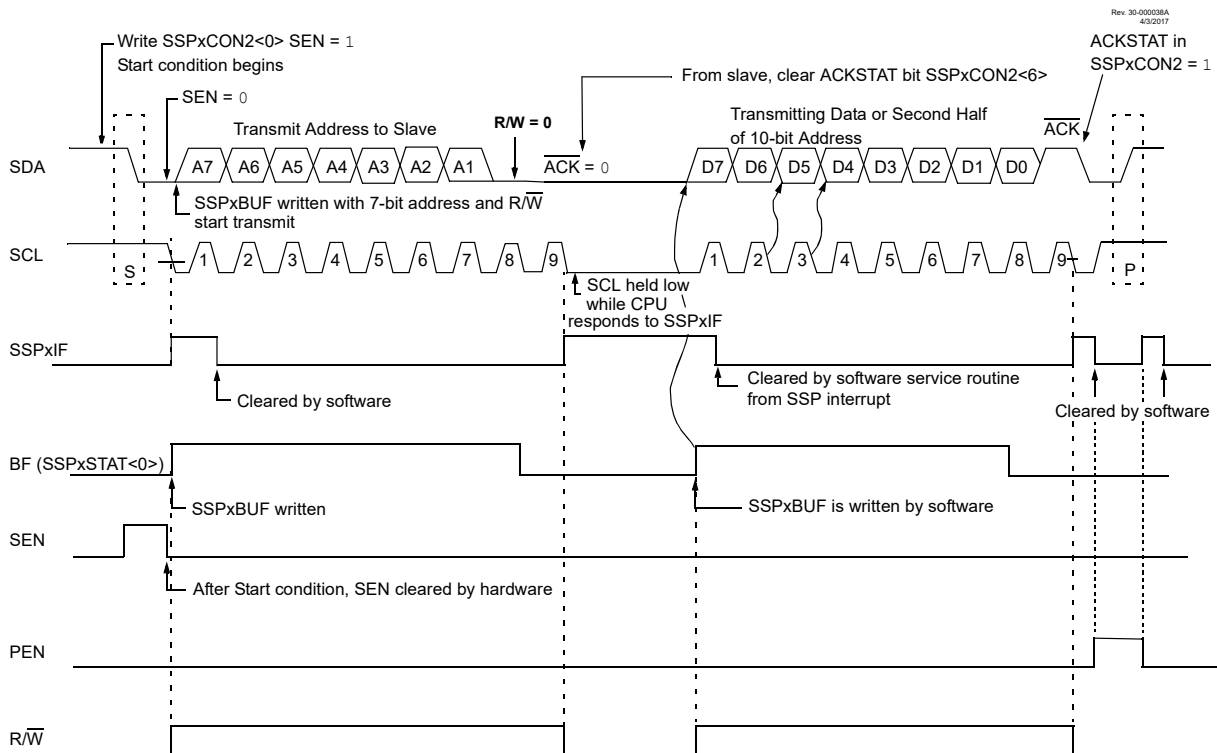 Rev. 30-000038A
4/3/2017
Write SSPxCON2<0> SEN = 1
Start condition begins
ACKSTAT in
SSPxCON2 = 1
From slave, clear ACKSTAT bit SSPxCON2<6>
SEN = 0
Transmit Address to Slave
R/W = 0
Transmitting Data or Second Half
of 10-bit Address
ACK
SDA
A7 A6 A5 A4 A3 A2 A1
ACK = 0
D7 D6 D5 D4 D3 D2 D1 D0
SSPxBUF written with 7-bit address and R/W
start transmit
SCL
S
1 2 3 4 5 6 7 8 9
1 2 3 4 5 6 7 8 9
P
SCL held low
while CPU
responds to SSPxIF
SSPxIF
Cleared by software
Cleared by software service routine
from SSP interrupt
Cleared by software
BF (SSPxSTAT<0>)
SSPxBUF written
SSPxBUF is written by software
SEN
After Start condition, SEN cleared by hardware
PEN
R/W